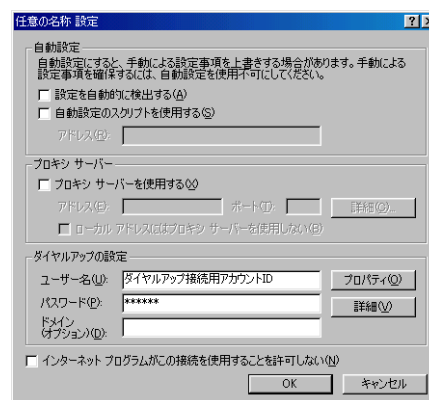 任意の名称 設定
自動設定
自動設定にすると、手動による設定事項を上書きする場合があります。手動による
設定事項を確保するには、自動設定を使用不可にしてください。
設定を自動的に検出する(A)
自動設定のスクリプトを使用する(S)
アドレス(R):
プロキシ サーバー
プロキシ サーバーを使用する(X)
アドレス(E): ポート(T): 詳細(C)...
ローカル アドレスにはプロキシ サーバーを使用しない(B)
ダイヤルアップの設定
ユーザー名(U): ダイヤルアップ接続用アカウントID プロパティ(O)
パスワード(P): ****** 詳細(V)
ドメイン
(オプション)(D):
インターネット プログラムがこの接続を使用することを許可しない(N)
OK キャンセル